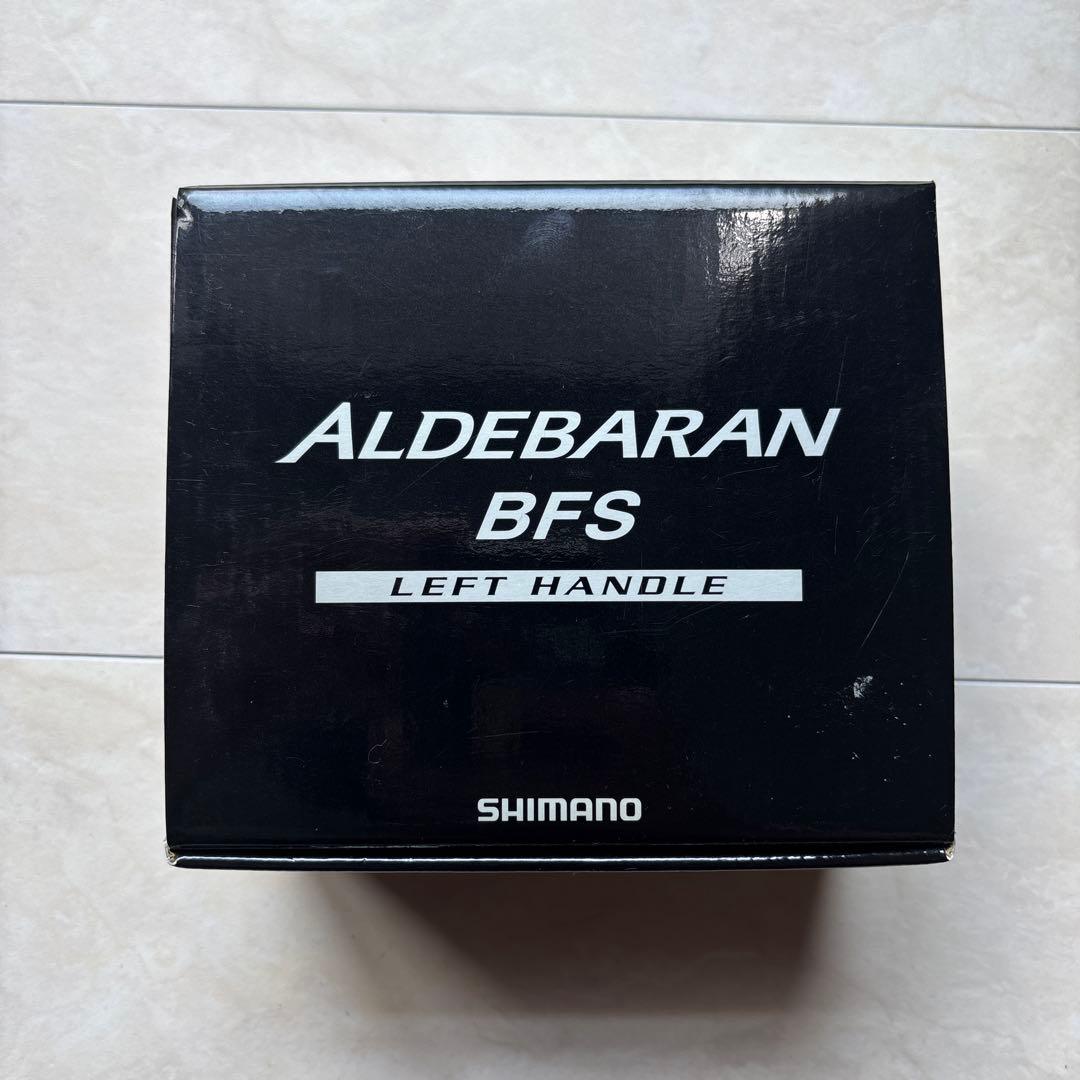 ALDEBARAN
BFS
LEFT HANDLE
SHIMANO